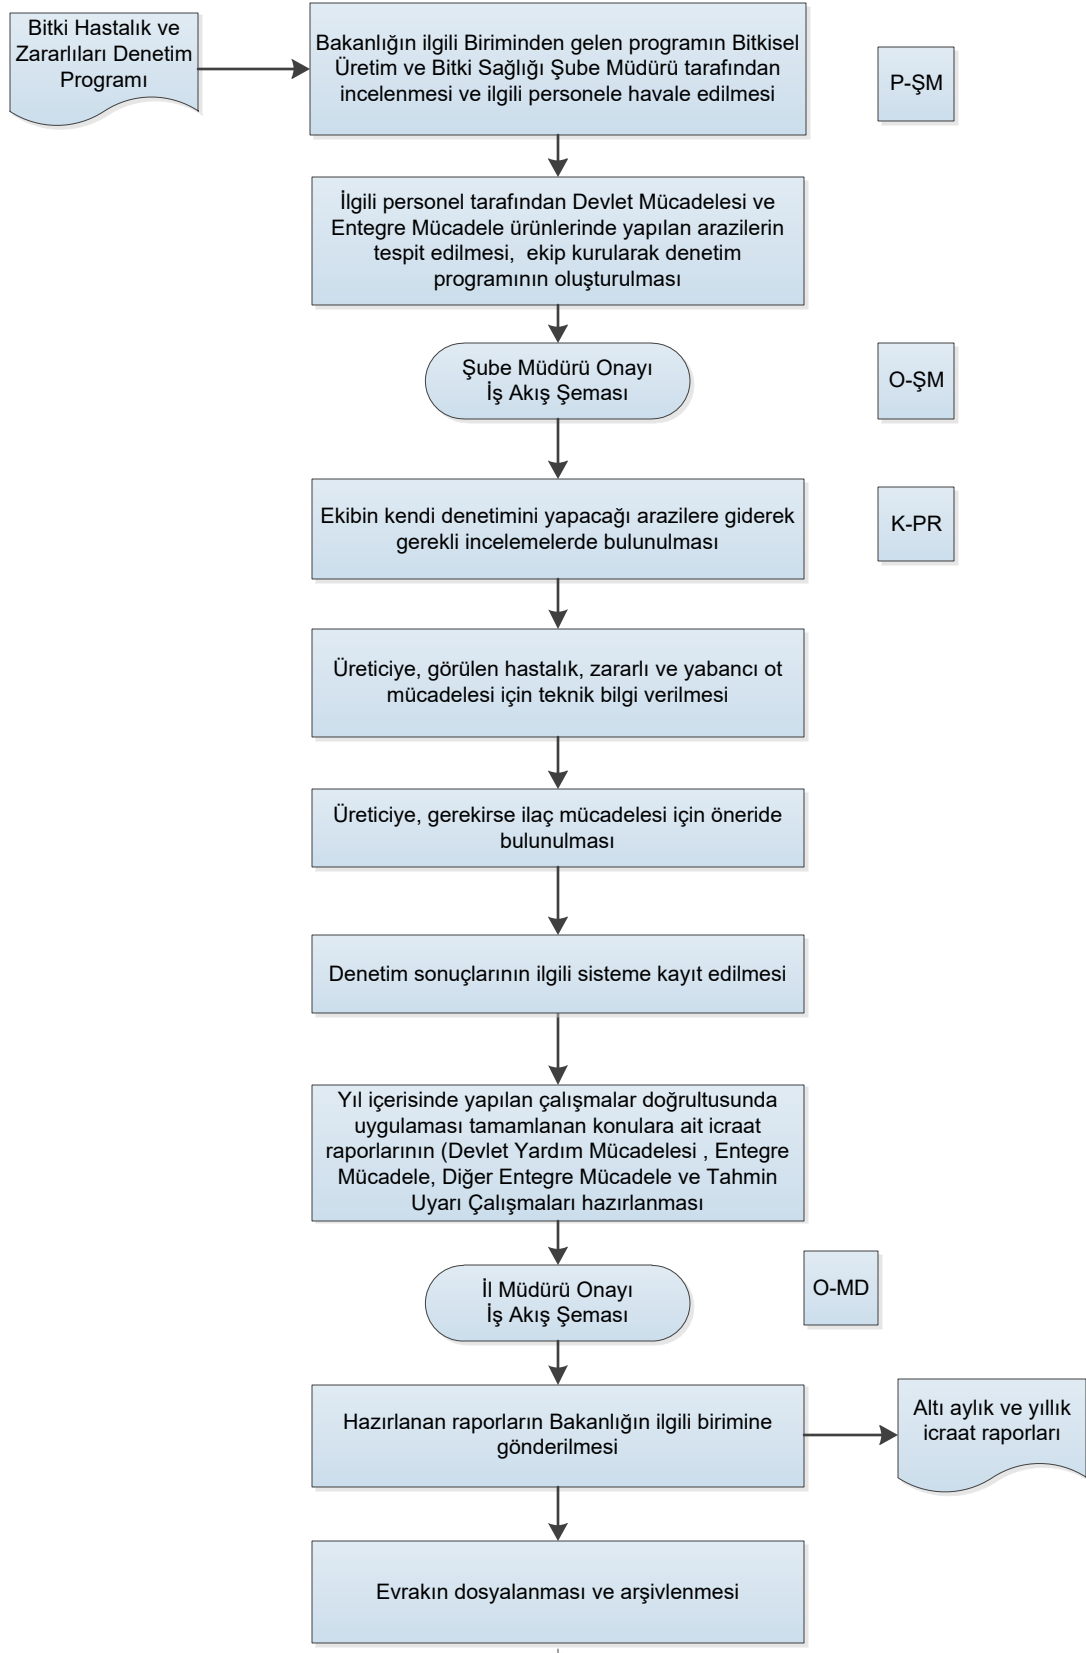 Bitki Hastalık ve
Zararlıları Denetim
Programı
Bakanlığın ilgili Biriminden gelen programın Bitkisel
Üretim ve Bitki Sağlığı Şube Müdürü tarafından
incelenmesi ve ilgili personele havale edilmesi
P-ŞM
İlgili personel tarafından Devlet Mücadelesi ve
Entegre Mücadele ürünlerinde yapılan arazilerin
tespit edilmesi,  ekip kurularak denetim
programının oluşturulması
Şube Müdürü Onayı
İş Akış Şeması
O-ŞM
Ekibin kendi denetimini yapacağı arazilere giderek
gerekli incelemelerde bulunulması
K-PR
Üreticiye, görülen hastalık, zararlı ve yabancı ot
mücadelesi için teknik bilgi verilmesi
Üreticiye, gerekirse ilaç mücadelesi için öneride
bulunulması
Denetim sonuçlarının ilgili sisteme kayıt edilmesi
Yıl içerisinde yapılan çalışmalar doğrultusunda
uygulaması tamamlanan konulara ait icraat
raporlarının (Devlet Yardım Mücadelesi , Entegre
Mücadele, Diğer Entegre Mücadele ve Tahmin
Uyarı Çalışmaları hazırlanması
İl Müdürü Onayı
İş Akış Şeması
O-MD
Hazırlanan raporların Bakanlığın ilgili birimine
gönderilmesi
Altı aylık ve yıllık
icraat raporları
Evrakın dosyalanması ve arşivlenmesi